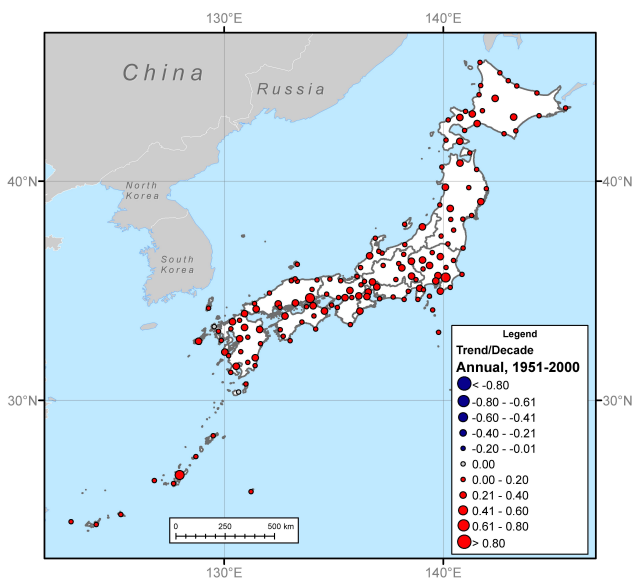 130°E 140°E
China
Russia
40°N 40°N
North
Korea
South
Korea
Legend
Trend/Decade
Annual, 1951-2000
< -0.80
-0.80 - -0.61
-0.60 - -0.41
-0.40 - -0.21
-0.20 - -0.01
0.00
0.00 - 0.20
0.21 - 0.40
0.41 - 0.60
0.61 - 0.80
> 0.80
30°N 30°N
0 250 500 km
130°E 140°E